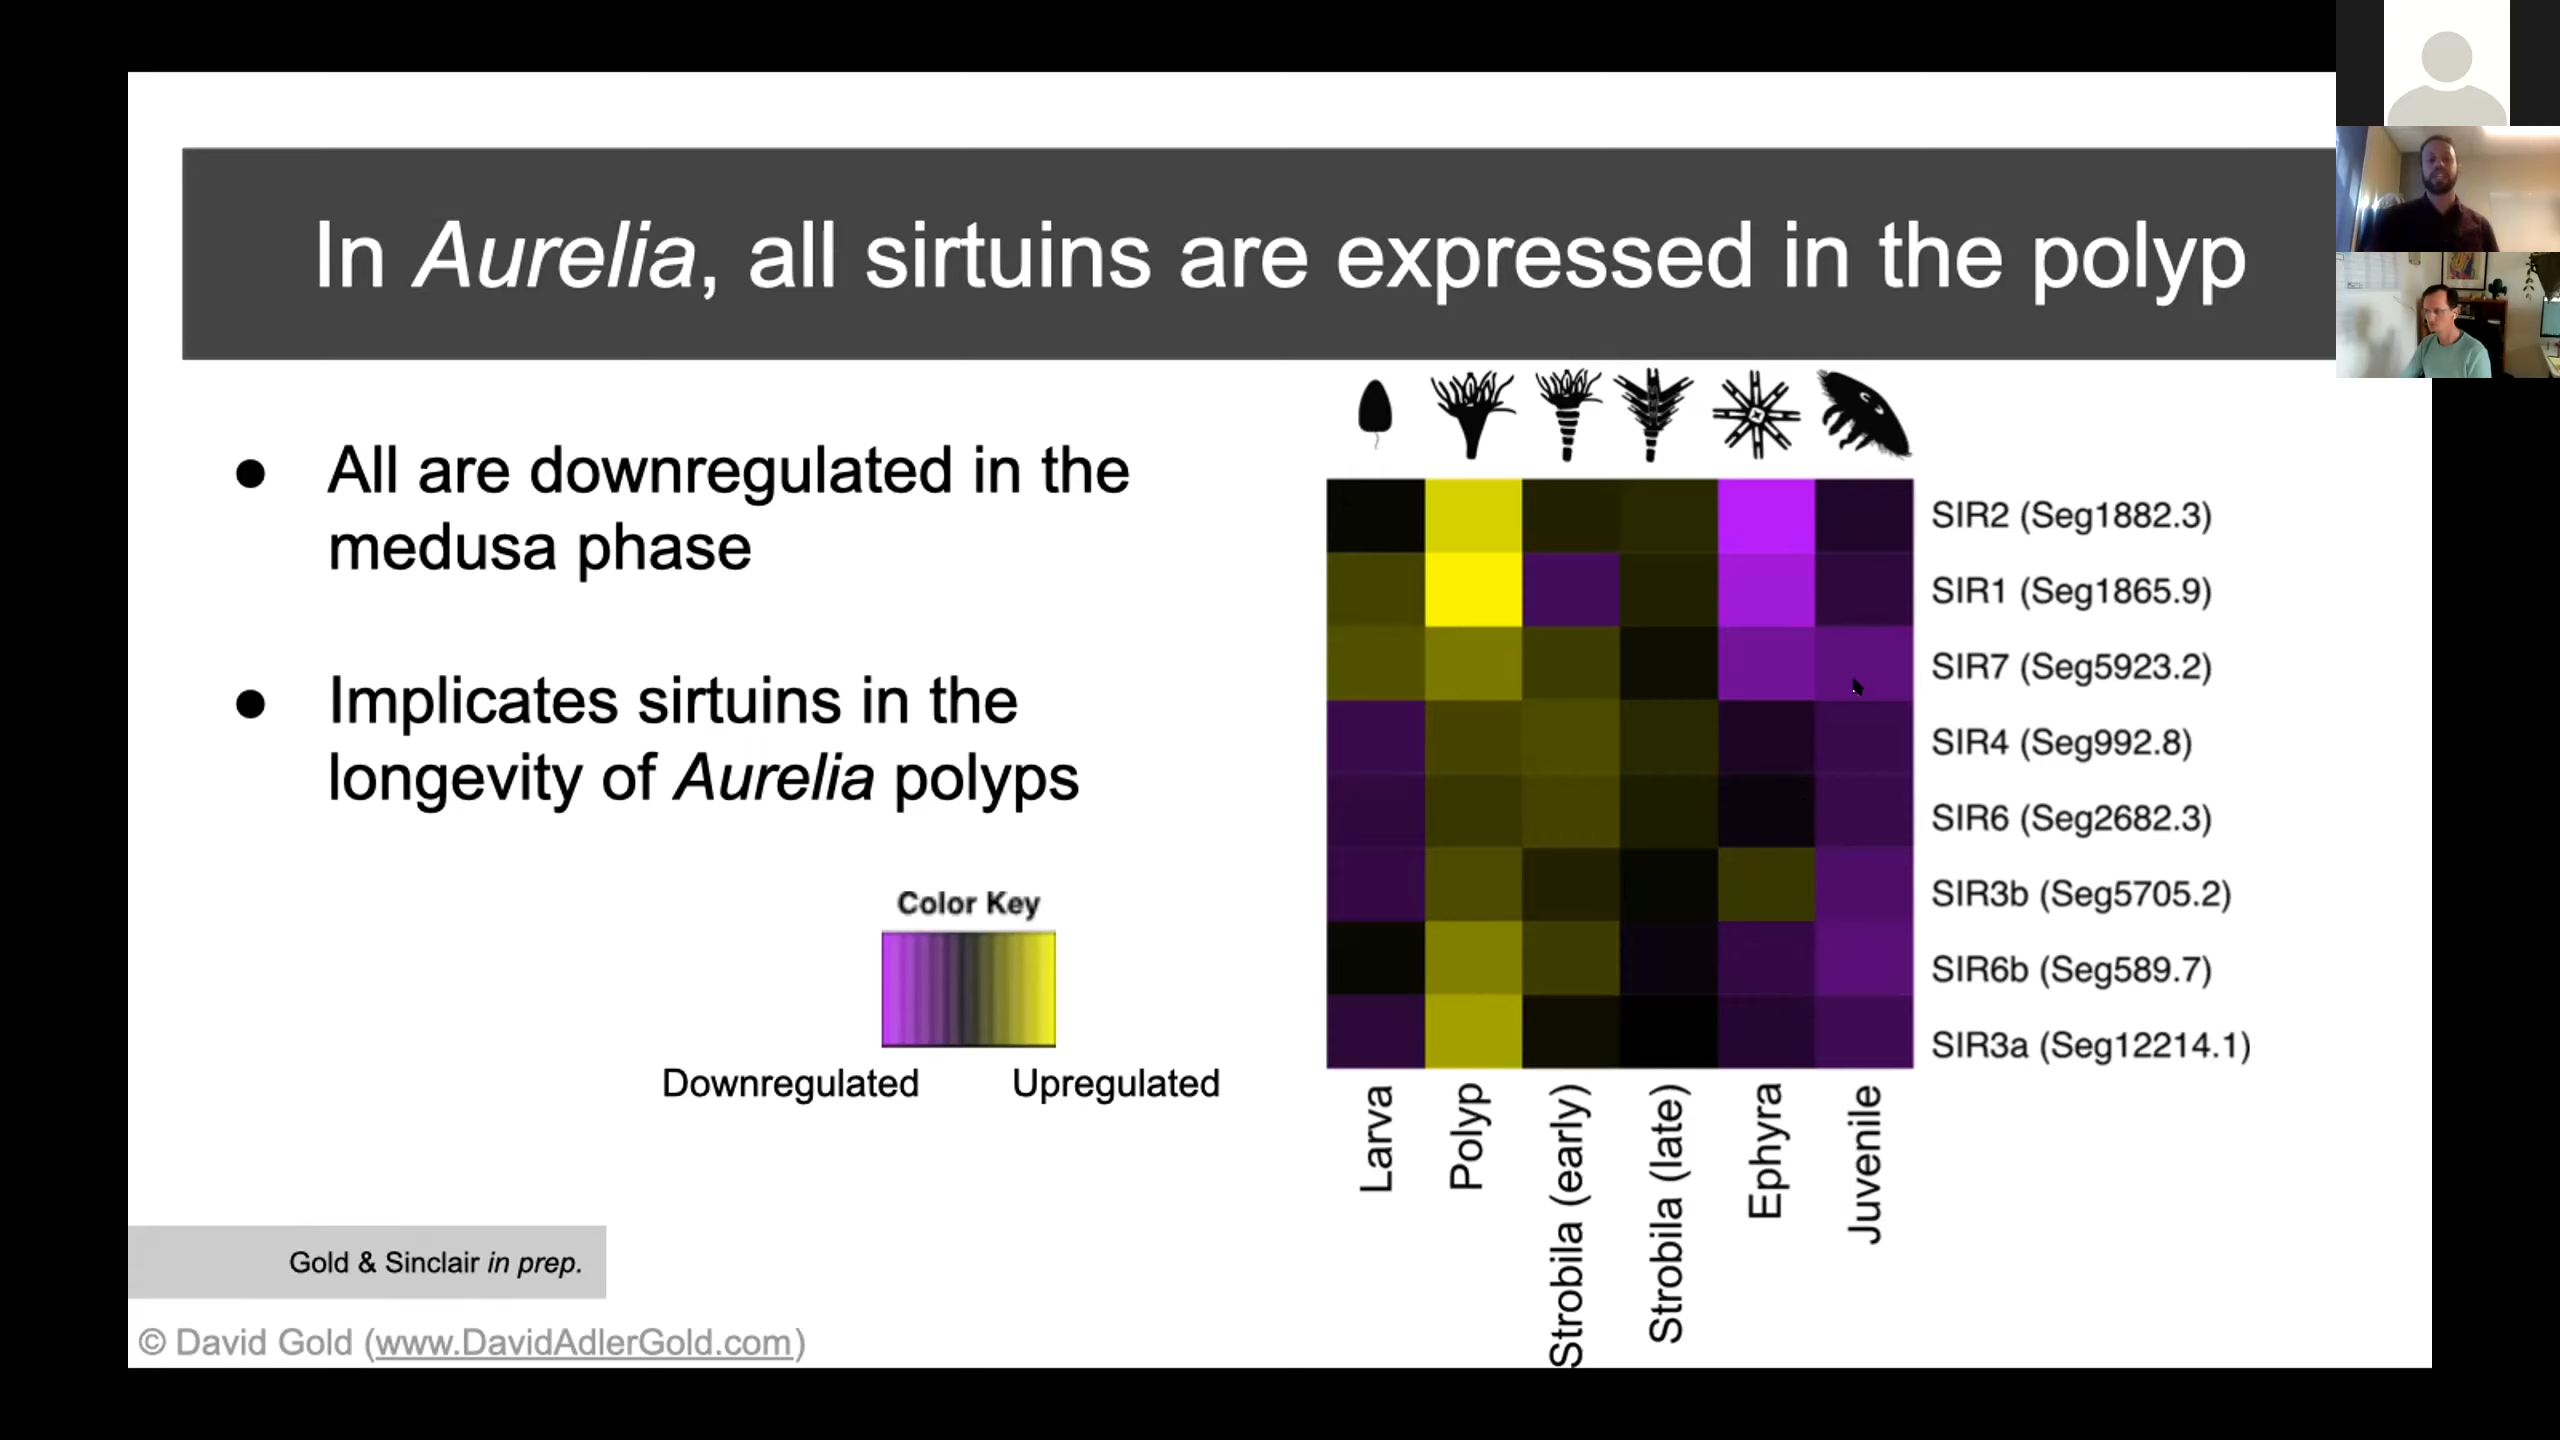 In Aurelia, all sirtuins are expressed in the polyp
● All are downregulated in the
medusa phase
● Implicates sirtuins in the
longevity of Aurelia polyps
Color Key
Downregulated
Upregulated
SIR2 (Seg1882.3)
SIR1 (Seg1865.9)
SIR7 (Seg5923.2)
SIR4 (Seg992.8)
SIR6 (Seg2682.3)
SIR3b (Seg5705.2)
SIR6b (Seg589.7)
SIR3a (Seg12214.1)
Larva
Polyp
Strobila (early)
Strobila (late)
Ephyra
Juvenile
Gold & Sinclair in prep.
© David Gold (www.DavidAdlerGold.com)